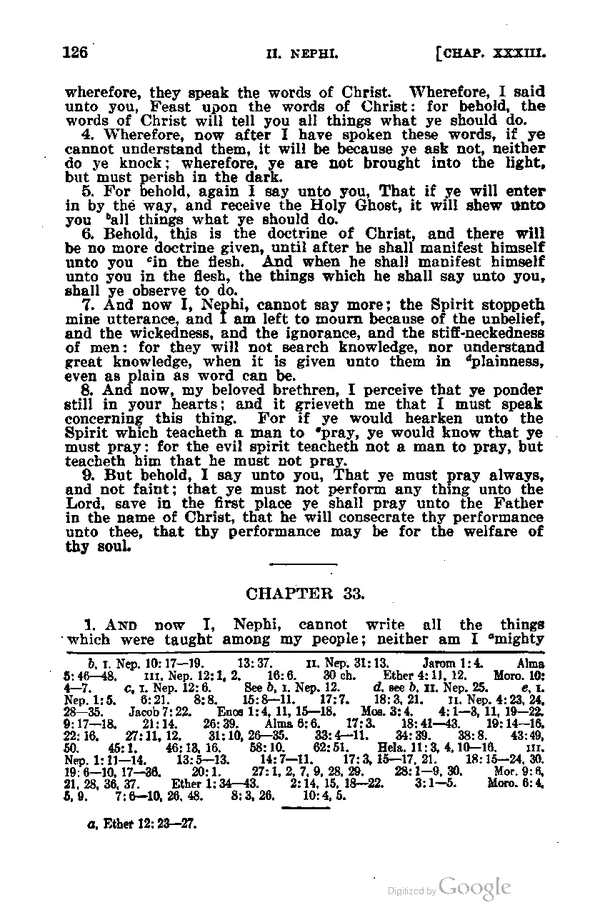 126 II. NEPHI. [CHAP. XXXIII.
wherefore, they speak the words of Christ. Wherefore, I said
unto you, Feast upon the words of Christ: for behold, the
words of Christ will tell you all things what ye should do.
4. Wherefore, now after I have spoken these words, if ye
cannot understand them, it will be because ye ask not, neither
do ye knock; wherefore, ye are not brought into the light,
but must perish in the dark.
5. For behold, again I say unto you, That if ye will enter
in by the way, and receive the Holy Ghost, it will shew unto
you ᵇall things what ye should do.
6. Behold, this is the doctrine of Christ, and there will
be no more doctrine given, until after he shall manifest himself
unto you ᶜin the flesh. And when he shall manifest himself
unto you in the flesh, the things which he shall say unto you,
shall ye observe to do.
7. And now I, Nephi, cannot say more; the Spirit stoppeth
mine utterance, and I am left to mourn because of the unbelief,
and the wickedness, and the ignorance, and the stiff-neckedness
of men: for they will not search knowledge, nor understand
great knowledge, when it is given unto them in ᵈplainness,
even as plain as word can be.
8. And now, my beloved brethren, I perceive that ye ponder
still in your hearts; and it grieveth me that I must speak
concerning this thing. For if ye would hearken unto the
Spirit which teacheth a man to ᵉpray, ye would know that ye
must pray: for the evil spirit teacheth not a man to pray, but
teacheth him that he must not pray.
9. But behold, I say unto you, That ye must pray always,
and not faint; that ye must not perform any thing unto the
Lord, save in the first place ye shall pray unto the Father
in the name of Christ, that he will consecrate thy performance
unto thee, that thy performance may be for the welfare of
thy soul.
CHAPTER 33.
1. AND now I, Nephi, cannot write all the things
which were taught among my people; neither am I ᵃmighty
b, I. Nep. 10:17—19. 13:37. II. Nep. 31:13. Jarom 1:4. Alma
5:46—48. III. Nep. 12:1, 2. 16:6. 30 ch. Ether 4:11, 12. Moro. 10:
4—7. c, I. Nep. 12:6. See b, I. Nep. 12. d, see b, II. Nep. 25. e, I.
Nep. 1:5. 6:21. 8:8. 15:8—11. 17:7. 18:3, 21. II. Nep. 4:23, 24,
28—35. Jacob 7:22. Enos 1:4, 11, 15—18. Mos. 3:4. 4:1—3, 11, 19—22.
9:17—18. 21:14. 26:39. Alma 6:6. 17:3. 18:41—43. 19:14—16.
22:16. 27:11, 12. 31:10, 26—35. 33:4—11. 34:39. 38:8. 43:49,
50. 45:1. 46:13, 16. 58:10. 62:51. Hela. 11:3, 4, 10—16. III.
Nep. 1:11—14. 13:5—13. 14:7—11. 17:3, 15—17, 21. 18:15—24, 30.
19:6—10, 17—36. 20:1. 27:1, 2, 7, 9, 28, 29. 28:1—9, 30. Mor. 9:6,
21, 28, 36, 37. Ether 1:34—43. 2:14, 15, 18—22. 3:1—5. Moro. 6:4,
5, 9. 7:6—10, 26, 48. 8:3, 26. 10:4, 5.
a, Ether 12:23—27.
Digitized by Google